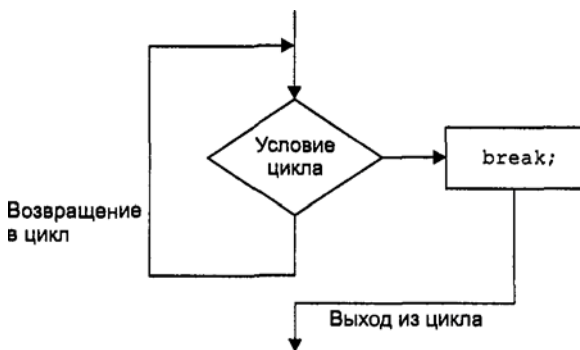 Условие
цикла
break;
Возвращение
в цикл
Выход из цикла